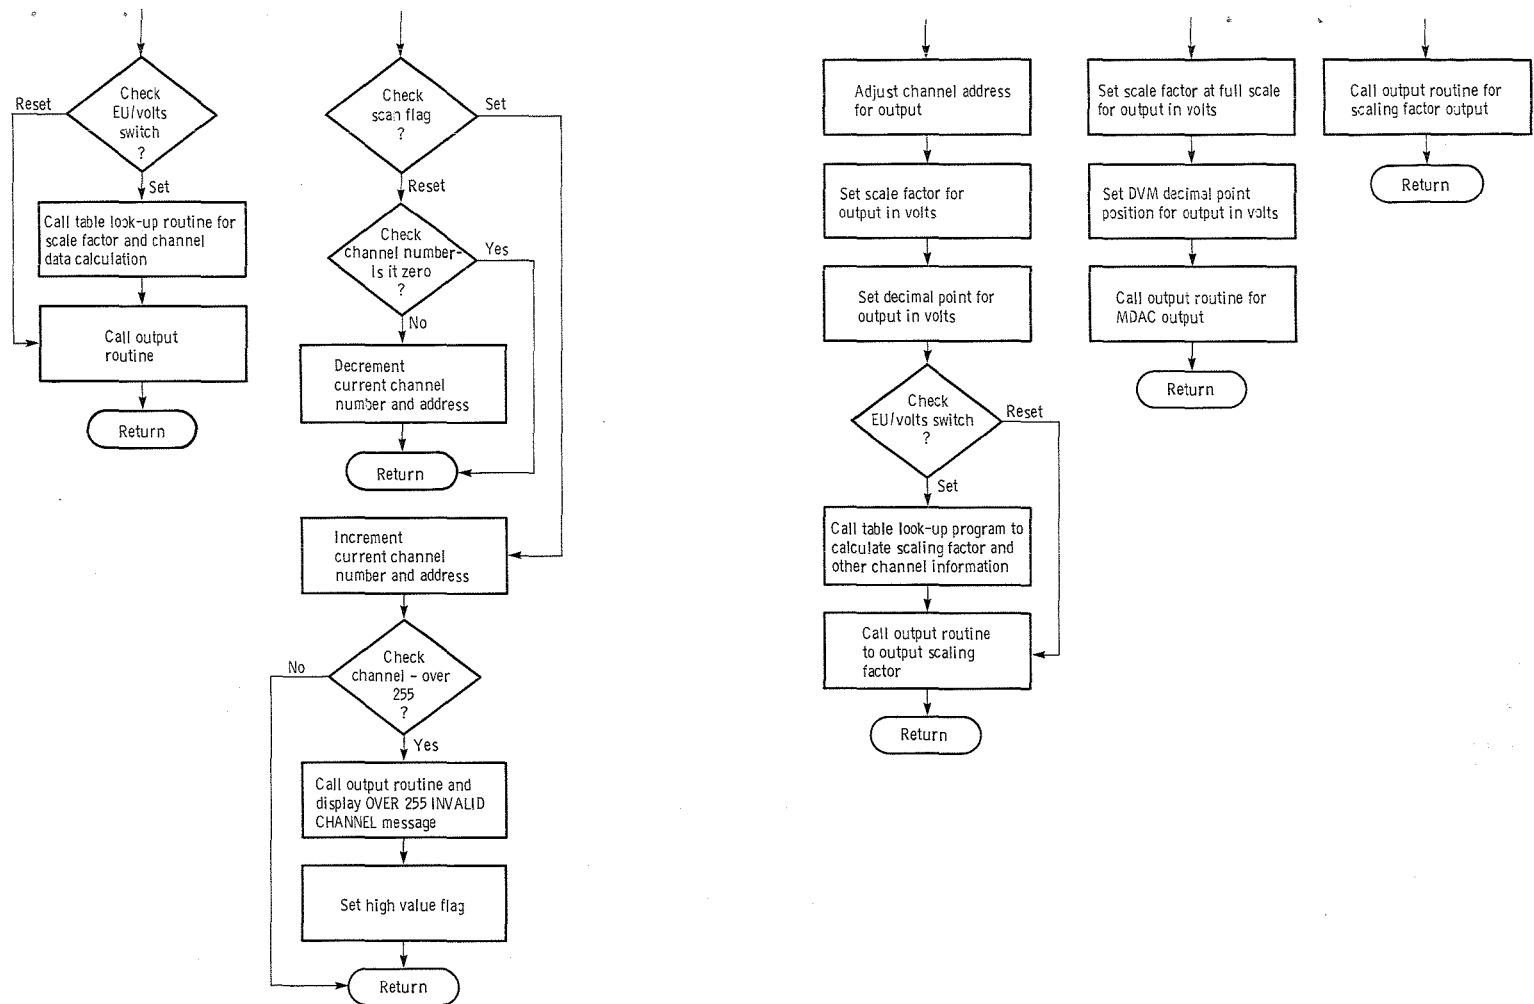 Check
EU/volts
switch
?
Reset
Set
Call table look-up routine for
scale factor and channel
data calculation
Call output
routine
Return
Check
scan flag
?
Set
Reset
Check
channel number-
Is it zero
?
Yes
No
Decrement
current channel
number and address
Return
Increment
current channel
number and address
Check
channel - over
255
?
No
Yes
Call output routine and
display OVER 255 INVALID
CHANNEL message
Set high value flag
Return
Adjust channel address
for output
Set scale factor for
output in volts
Set decimal point for
output in volts
Check
EU/volts switch
?
Reset
Set
Call table look-up program to
calculate scaling factor and
other channel information
Call output routine
to output scaling
factor
Return
Set scale factor at full scale
for output in volts
Set DVM decimal point
position for output in volts
Call output routine for
MDAC output
Return
Call output routine for
scaling factor output
Return